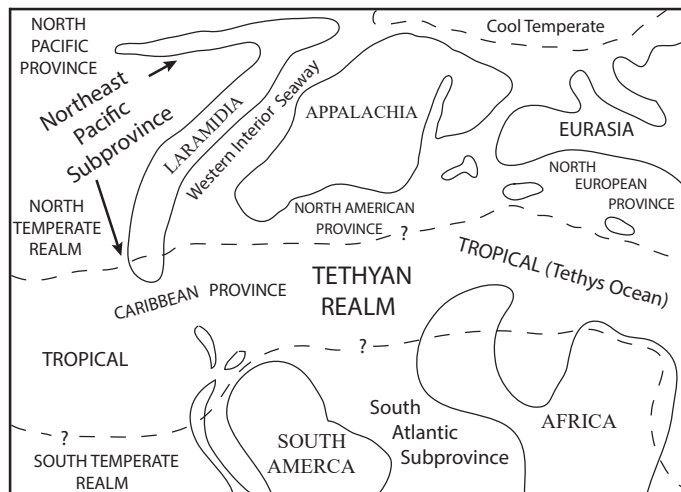 NORTH
PACIFIC
PROVINCE
Cool Temperate
Northeast
Pacific
Subprovince
LARAMIDIA
Western Interior Seaway
APPALACHIA
EURASIA
NORTH
EUROPEAN
PROVINCE
NORTH
TEMPERATE
REALM
NORTH AMERICAN
PROVINCE
?
TROPICAL (Tethys Ocean)
TETHYAN
REALM
CARIBBEAN PROVINCE
TROPICAL
?
?
SOUTH TEMPERATE
REALM
SOUTH
AMERCA
South
Atlantic
Subprovince
AFRICA